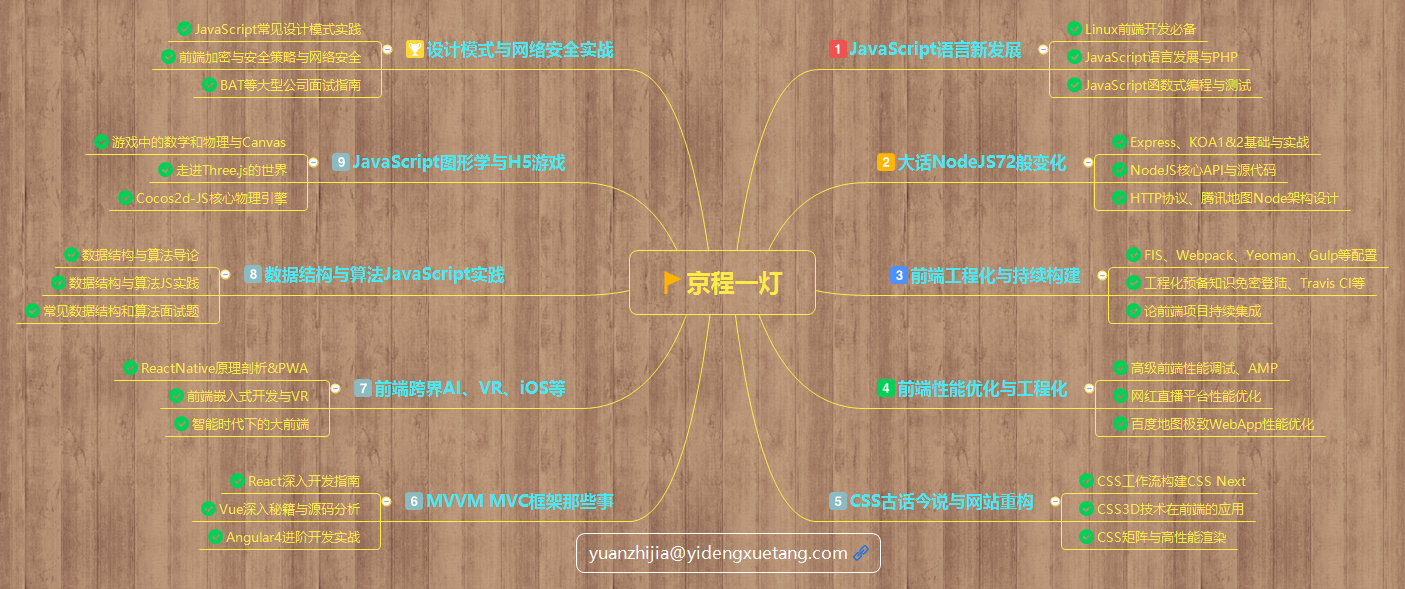 京程一灯
1 JavaScript语言新发展
Linux前端开发必备
JavaScript语言发展与PHP
JavaScript函数式编程与测试
2 大话NodeJS72般变化
Express、KOA1&2基础与实战
NodeJS核心API与源代码
HTTP协议、腾讯地图Node架构设计
3 前端工程化与持续构建
FIS、Webpack、Yeoman、Gulp等配置
工程化预备知识免密登陆、Travis CI等
论前端项目持续集成
4 前端性能优化与工程化
高级前端性能调试、AMP
网红直播平台性能优化
百度地图极致WebApp性能优化
5 CSS古话今说与网站重构
CSS工作流构建CSS Next
CSS3D技术在前端的应用
CSS矩阵与高性能渲染
6 MVVM MVC框架那些事
React深入开发指南
Vue深入秘籍与源码分析
Angular4进阶开发实战
7 前端跨界AI、VR、iOS等
ReactNative原理剖析&PWA
前端嵌入式开发与VR
智能时代下的大前端
8 数据结构与算法JavaScript实践
数据结构与算法导论
数据结构与算法JS实践
常见数据结构和算法面试题
9 JavaScript图形学与H5游戏
游戏中的数学和物理与Canvas
走进Three.js的世界
Cocos2d-JS核心物理引擎
设计模式与网络安全实战
JavaScript常见设计模式实践
前端加密与安全策略与网络安全
BAT等大型公司面试指南
yuanzhijia@yidengxuetang.com